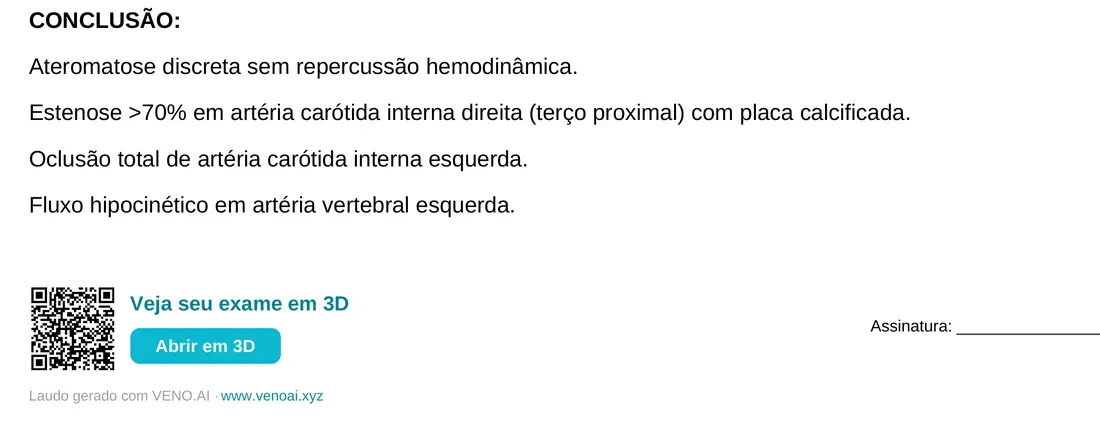 CONCLUSÃO:
Ateromatose discreta sem repercussão hemodinâmica.
Estenose >70% em artéria carótida interna direita (terço proximal) com placa calcificada.
Oclusão total de artéria carótida interna esquerda.
Fluxo hipocinético em artéria vertebral esquerda.
Veja seu exame em 3D
Abrir em 3D
Assinatura: ________________
Laudo gerado com VENO.AI · www.venoai.xyz